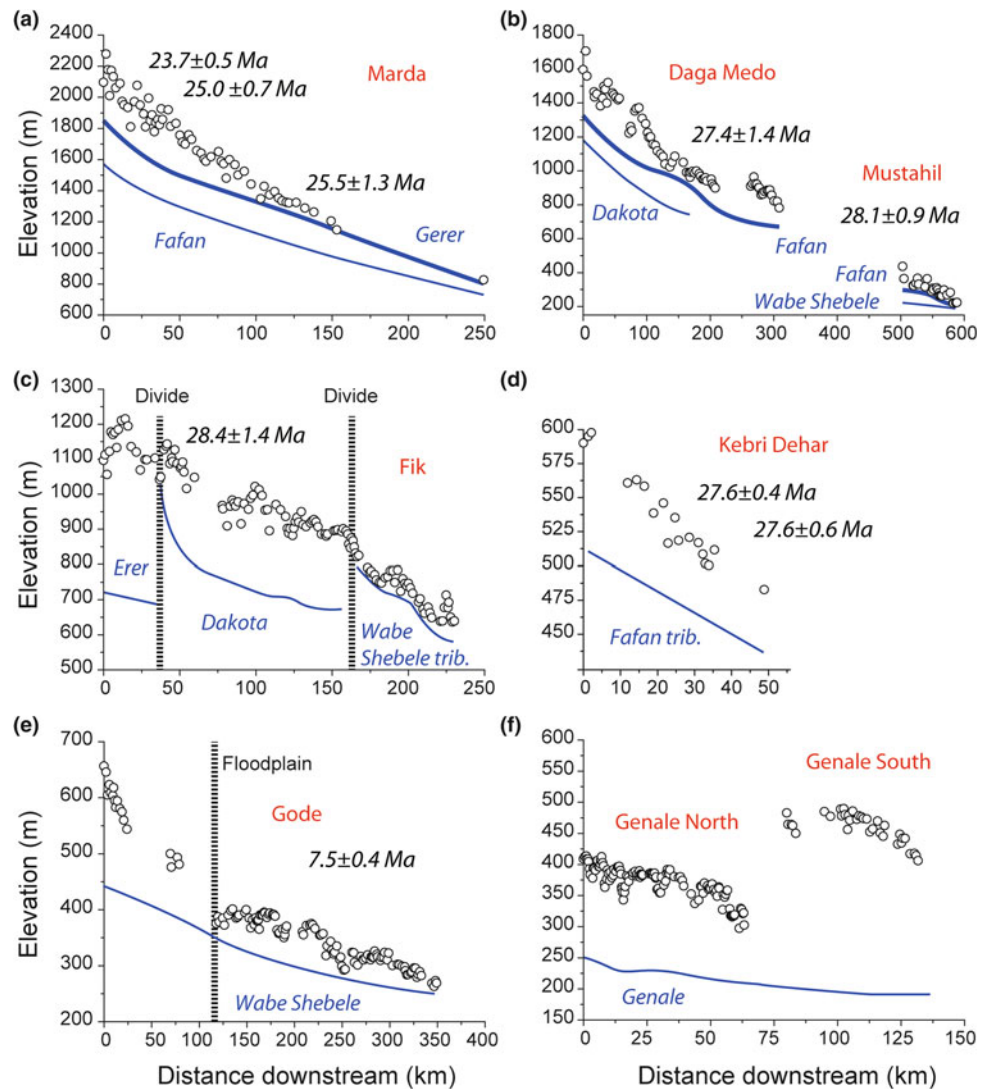 (a)
2400
2200
2000
1800
1600
1400
1200
1000
800
600
23.7±0.5 Ma
25.0 ±0.7 Ma
Marda
25.5±1.3 Ma
Fafan
Gerer
Elevation (m)
0 50 100 150 200 250
(b)
1800
1600
1400
1200
1000
800
600
400
200
Daga Medo
27.4±1.4 Ma
Mustahil
28.1±0.9 Ma
Dakota
Fafan
Fafan
Wabe Shebele
0 100 200 300 400 500 600
(c)
1300
1200
1100
1000
900
800
700
600
500
Divide
Divide
28.4±1.4 Ma
Fik
Erer
Dakota
Wabe
Shebele trib.
Elevation (m)
0 50 100 150 200 250
(d)
600
575
550
525
500
475
450
Kebri Dehar
27.6±0.4 Ma
27.6±0.6 Ma
Fafan trib.
0 10 20 30 40 50
(e)
700
600
500
400
300
200
Floodplain
Gode
7.5±0.4 Ma
Wabe Shebele
Elevation (m)
0 50 100 150 200 250 300 350 400
Distance downstream (km)
(f)
600
550
500
450
400
350
300
250
200
150
Genale South
Genale North
Genale
0 25 50 75 100 125 150
Distance downstream (km)